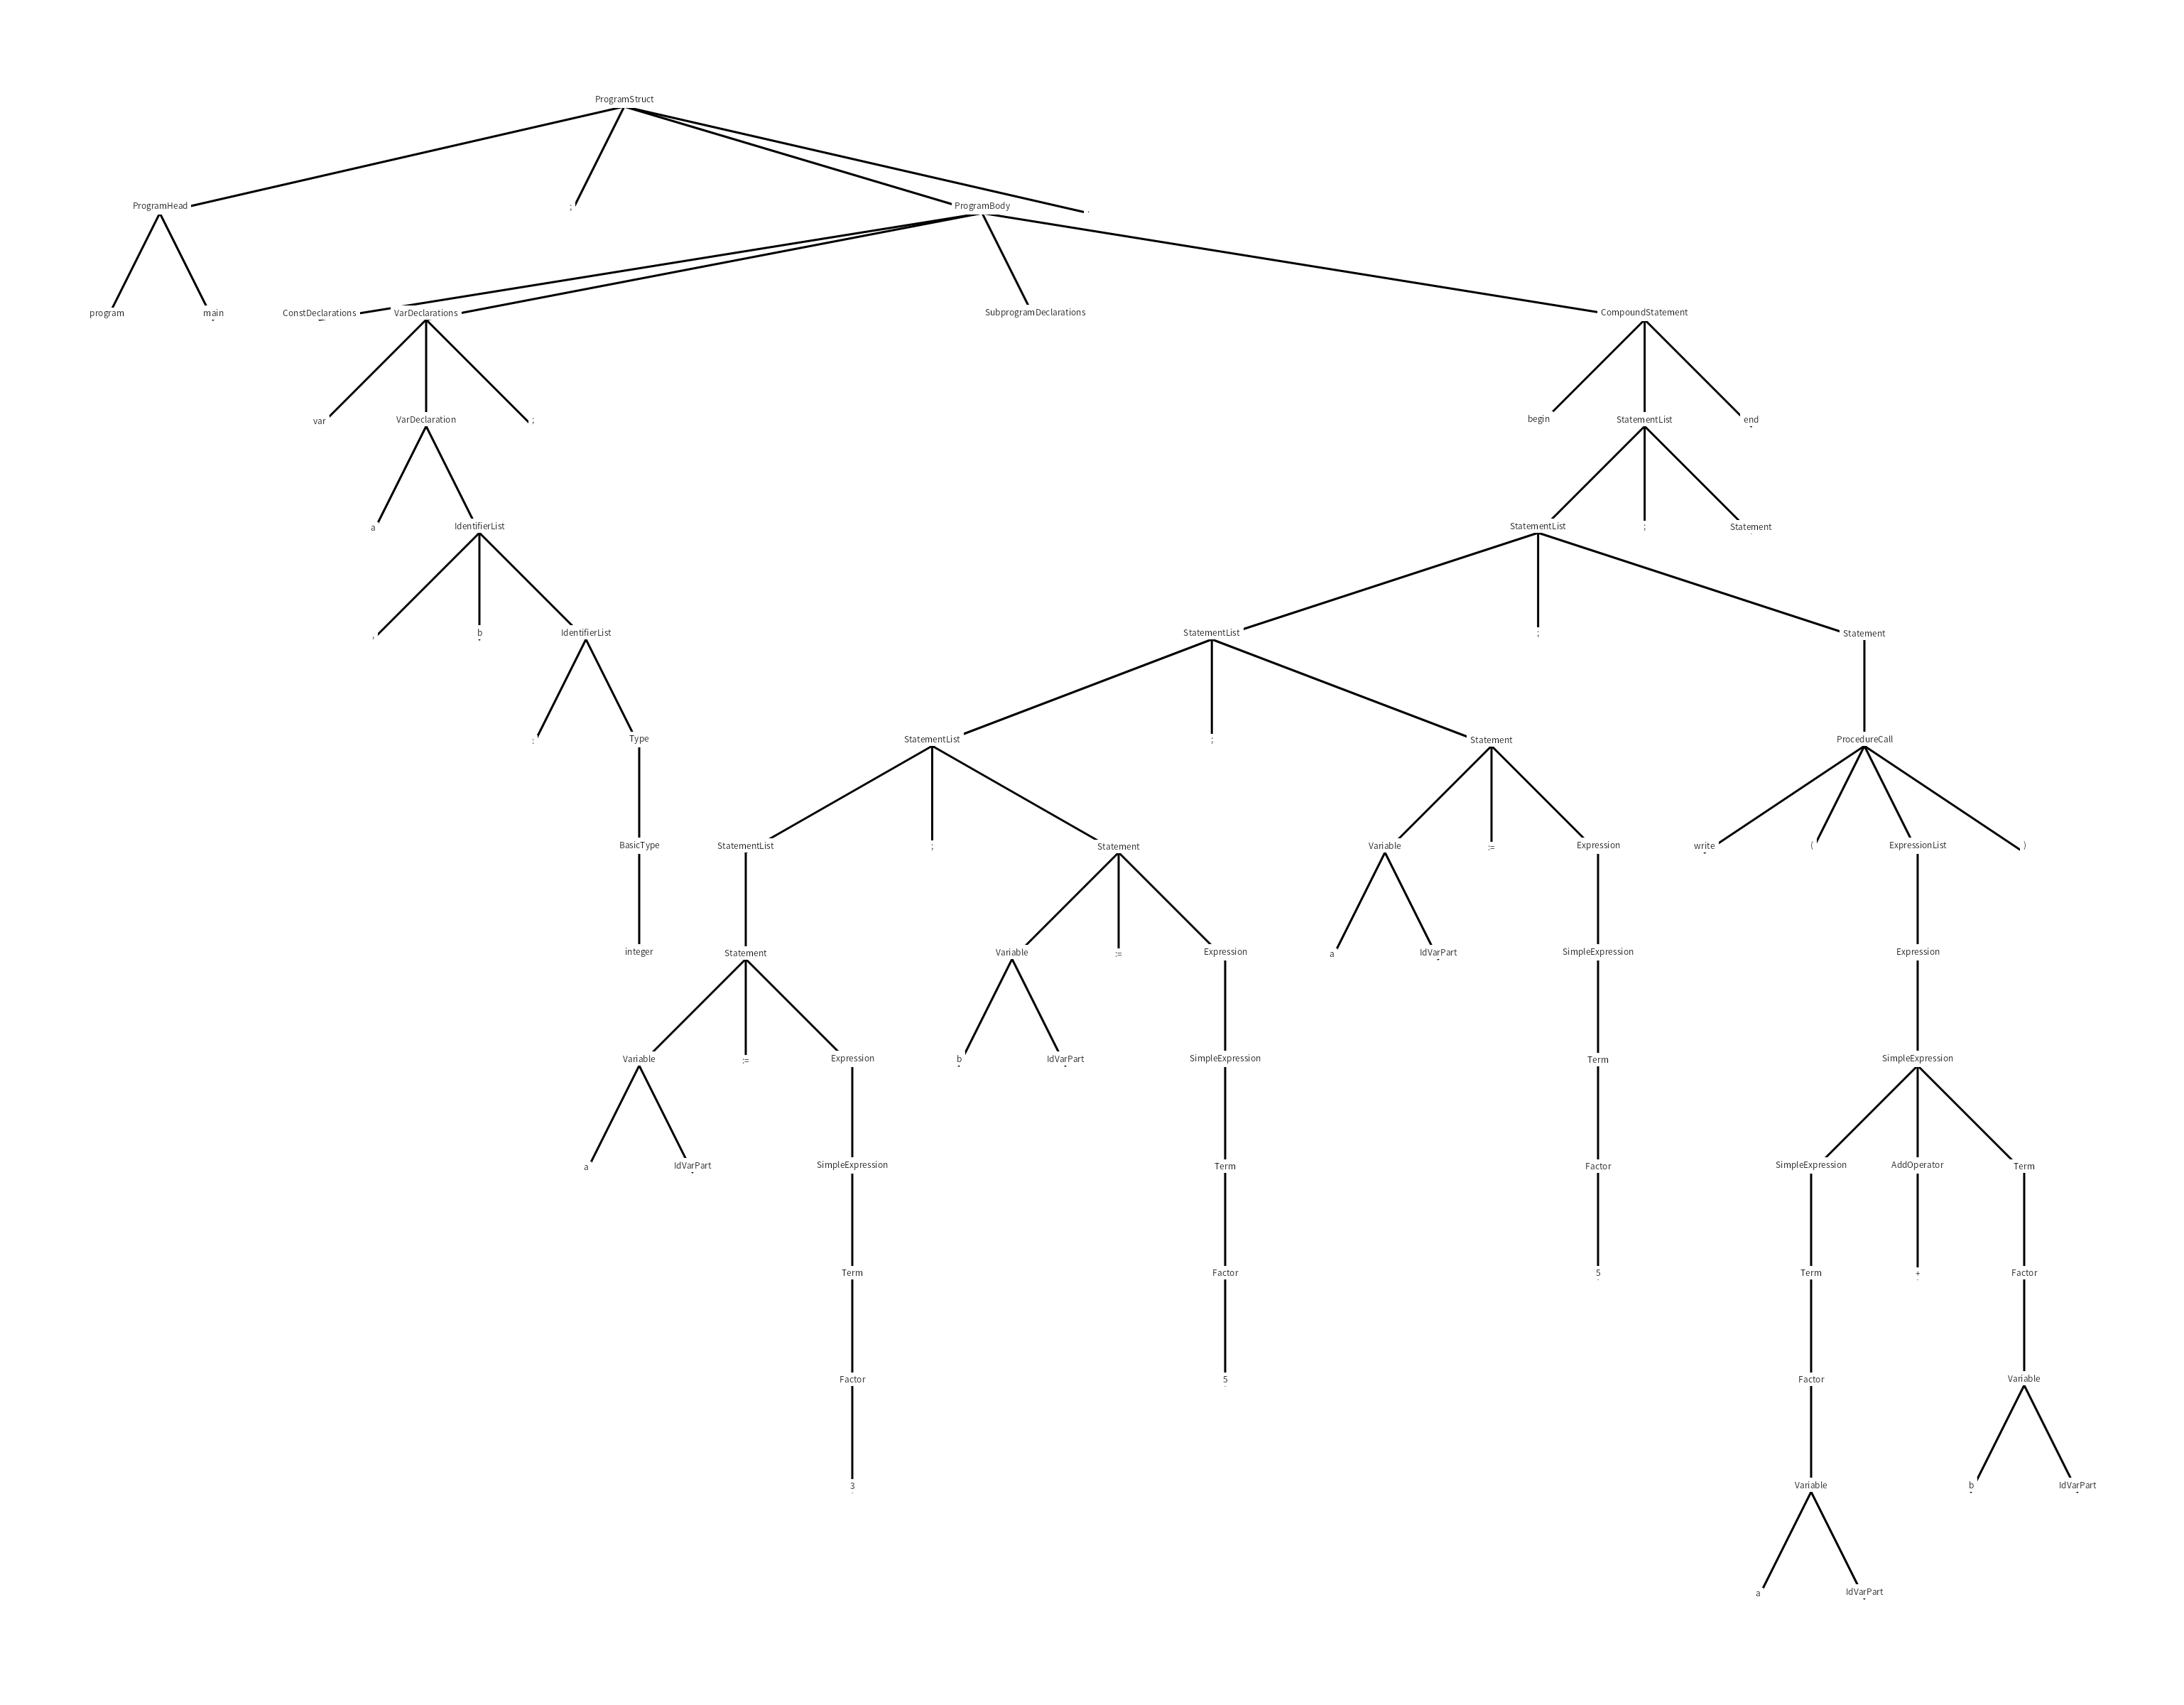 ProgramStruct
ProgramHead ; ProgramBody .
program main ConstDeclarations VarDeclarations SubprogramDeclarations CompoundStatement
var VarDeclaration ; begin StatementList end
a IdentifierList StatementList ; Statement
, b IdentifierList StatementList ; Statement
: Type StatementList ; Statement ProcedureCall
BasicType StatementList ; Statement Variable := Expression write ( ExpressionList )
integer Statement Variable := Expression a IdVarPart SimpleExpression Expression
Variable := Expression b IdVarPart SimpleExpression Term SimpleExpression
a IdVarPart SimpleExpression Term Factor SimpleExpression AddOperator Term
Term Factor 5 Term + Factor
Factor 5 Factor Variable
3 Variable b IdVarPart
a IdVarPart